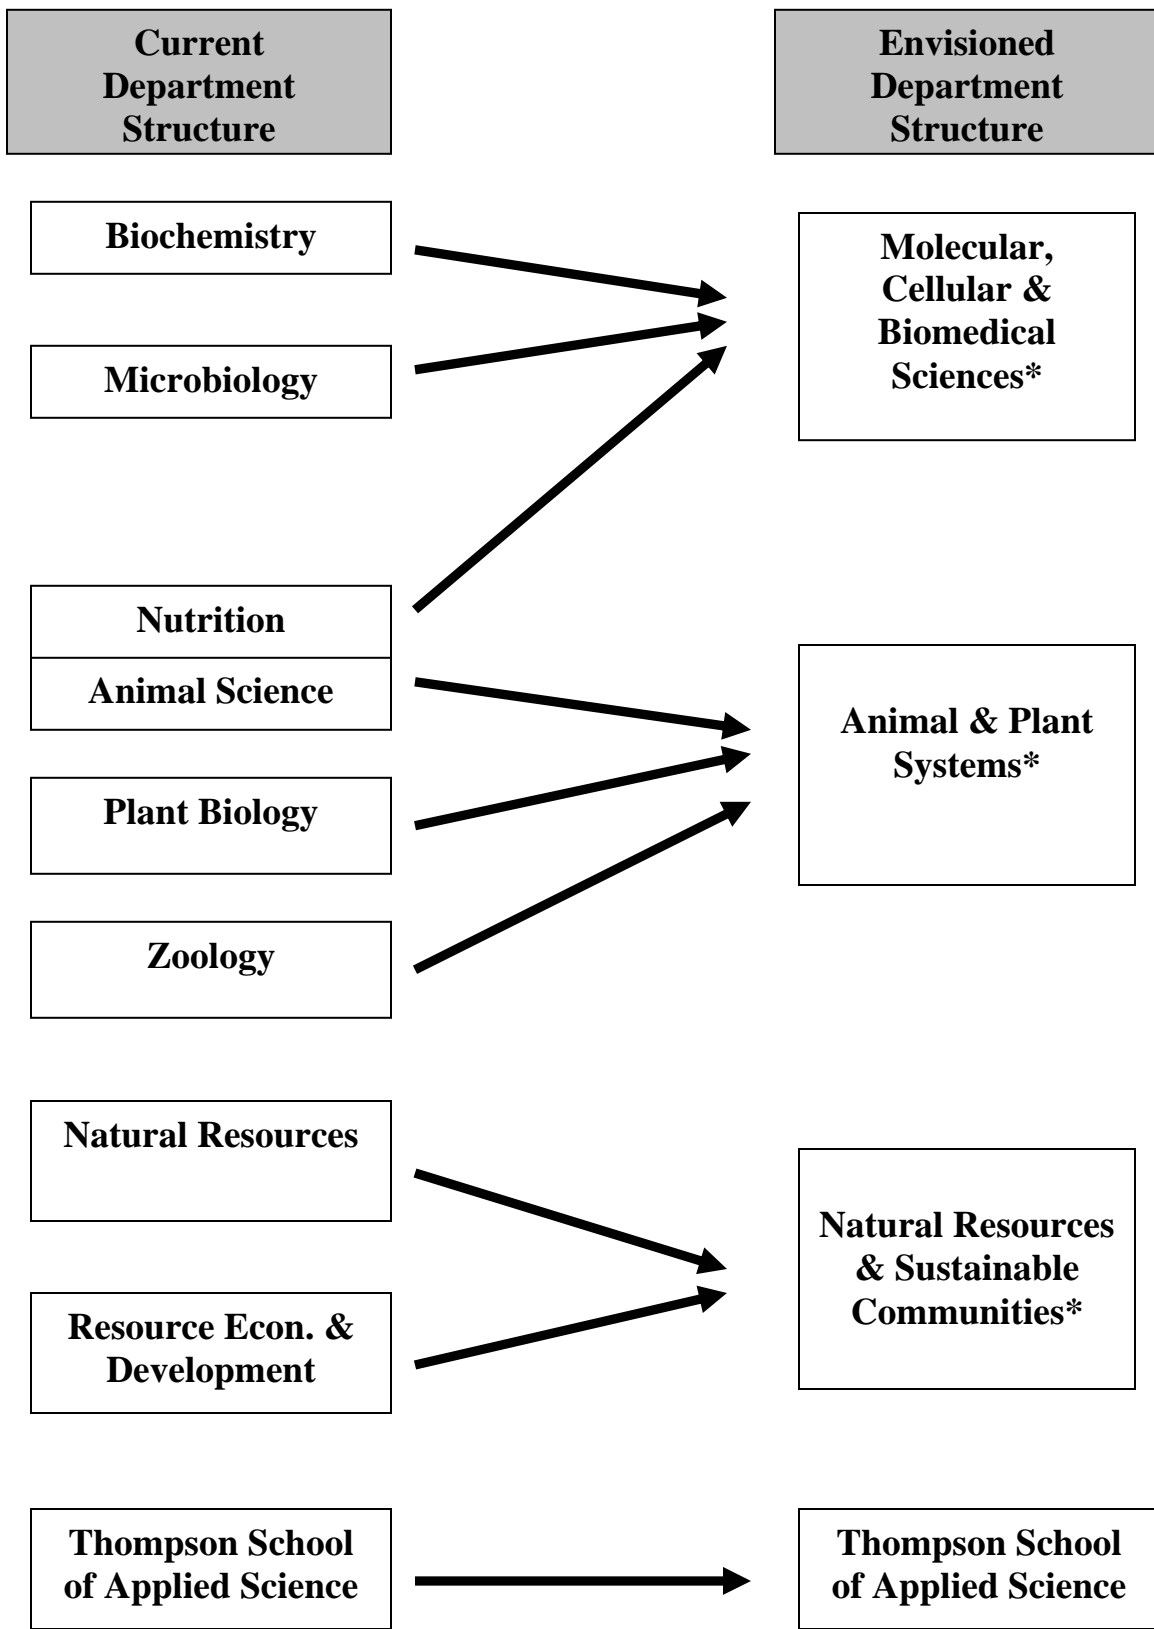 Current
Department
Structure
Envisioned
Department
Structure
Biochemistry
Molecular,
Cellular &
Biomedical
Sciences*
Microbiology
Nutrition
Animal Science
Animal & Plant
Systems*
Plant Biology
Zoology
Natural Resources
Natural Resources
& Sustainable
Communities*
Resource Econ. &
Development
Thompson School
of Applied Science
Thompson School
of Applied Science